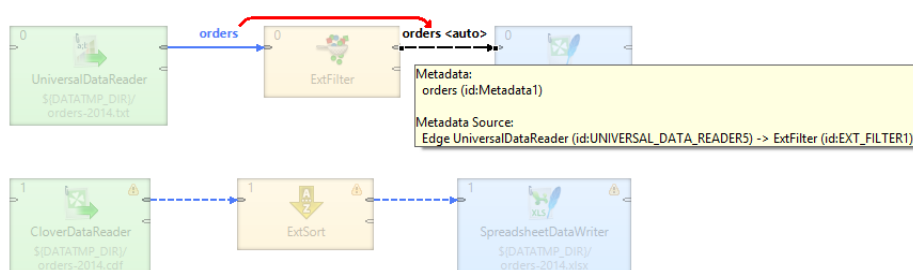 orders
orders <auto>
0
0
0
UniversalDataReader
${DATATMP_DIR}/
orders-2014.txt
ExtFilter
Metadata:
orders (id:Metadata1)
Metadata Source:
Edge UniversalDataReader (id:UNIVERSAL_DATA_READER5) -> ExtFilter (id:EXT_FILTER1)
1
1
1
A
Z
XLS
CloverDataReader
${DATATMP_DIR}/
orders-2014.cdf
ExtSort
SpreadsheetDataWriter
${DATATMP_DIR}/
orders-2014.xlsx